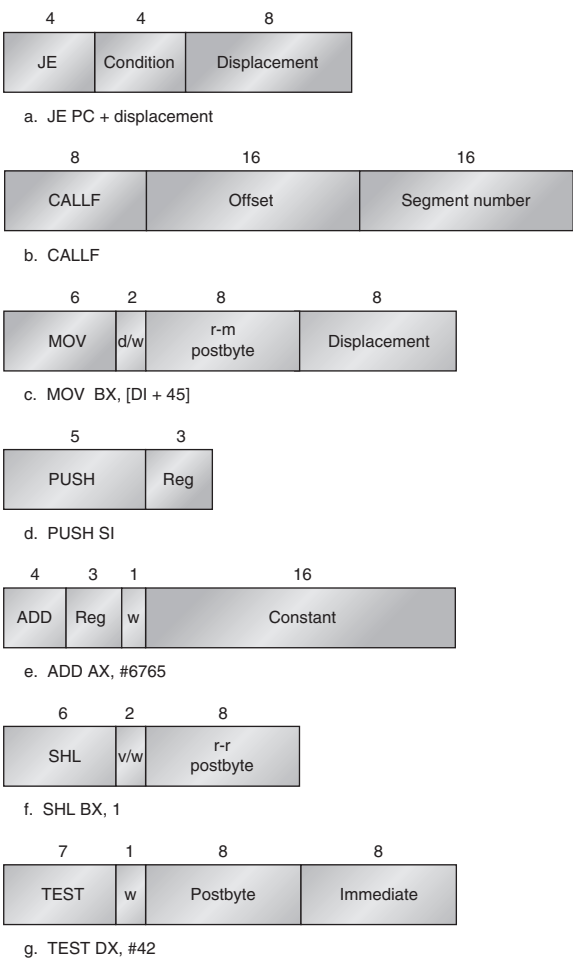 4 4 8
JE Condition Displacement
a. JE PC + displacement
8 16 16
CALLF Offset Segment number
b. CALLF
6 2 8 8
MOV d/w r-m postbyte Displacement
c. MOV BX, [DI + 45]
5 3
PUSH Reg
d. PUSH SI
4 3 1 16
ADD Reg w Constant
e. ADD AX, #6765
6 2 8
SHL v/w r-r postbyte
f. SHL BX, 1
7 1 8 8
TEST w Postbyte Immediate
g. TEST DX, #42